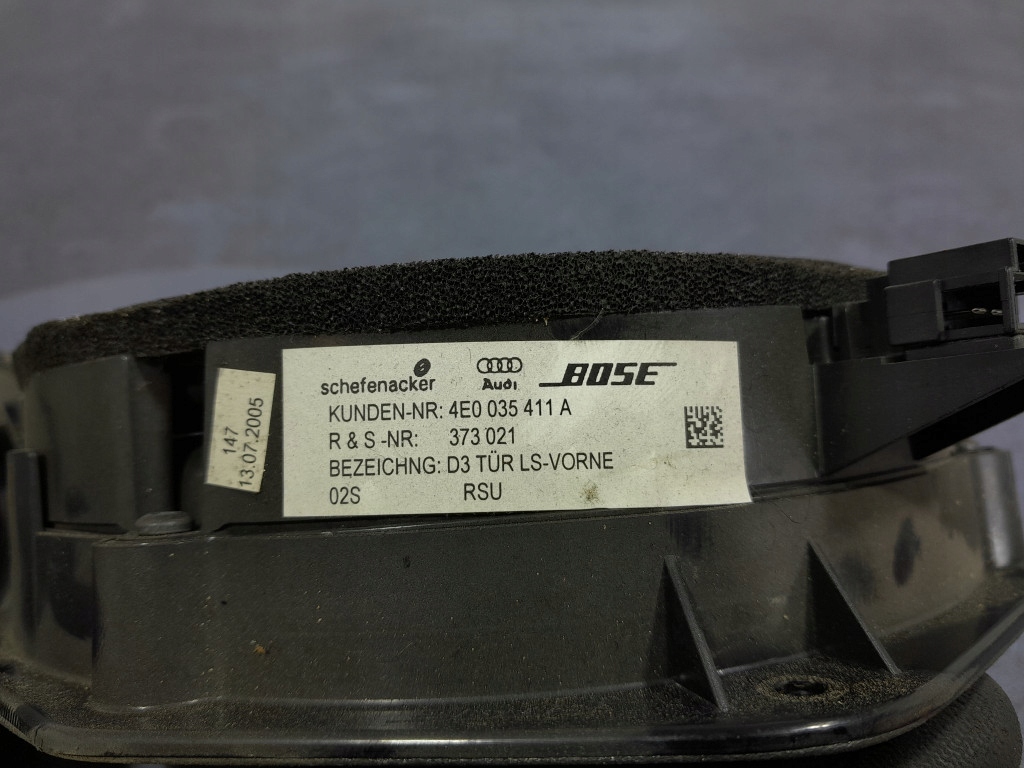 147
13.07.2005
schefenacker Audi BOSE
KUNDEN-NR: 4E0 035 411 A
R & S -NR: 373 021
BEZEICHNG: D3 TÜR LS-VORNE
02S RSU